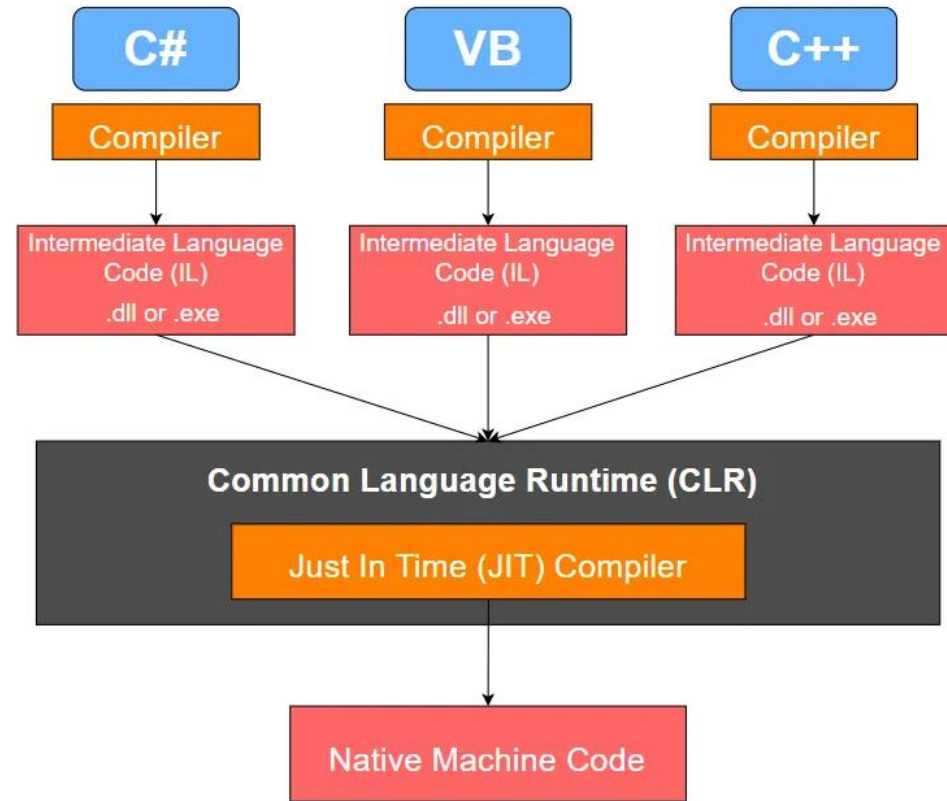 C#
VB
C++
Compiler
Compiler
Compiler
Intermediate Language
Code (IL)
.dll or .exe
Intermediate Language
Code (IL)
.dll or .exe
Intermediate Language
Code (IL)
.dll or .exe
Common Language Runtime (CLR)
Just In Time (JIT) Compiler
Native Machine Code